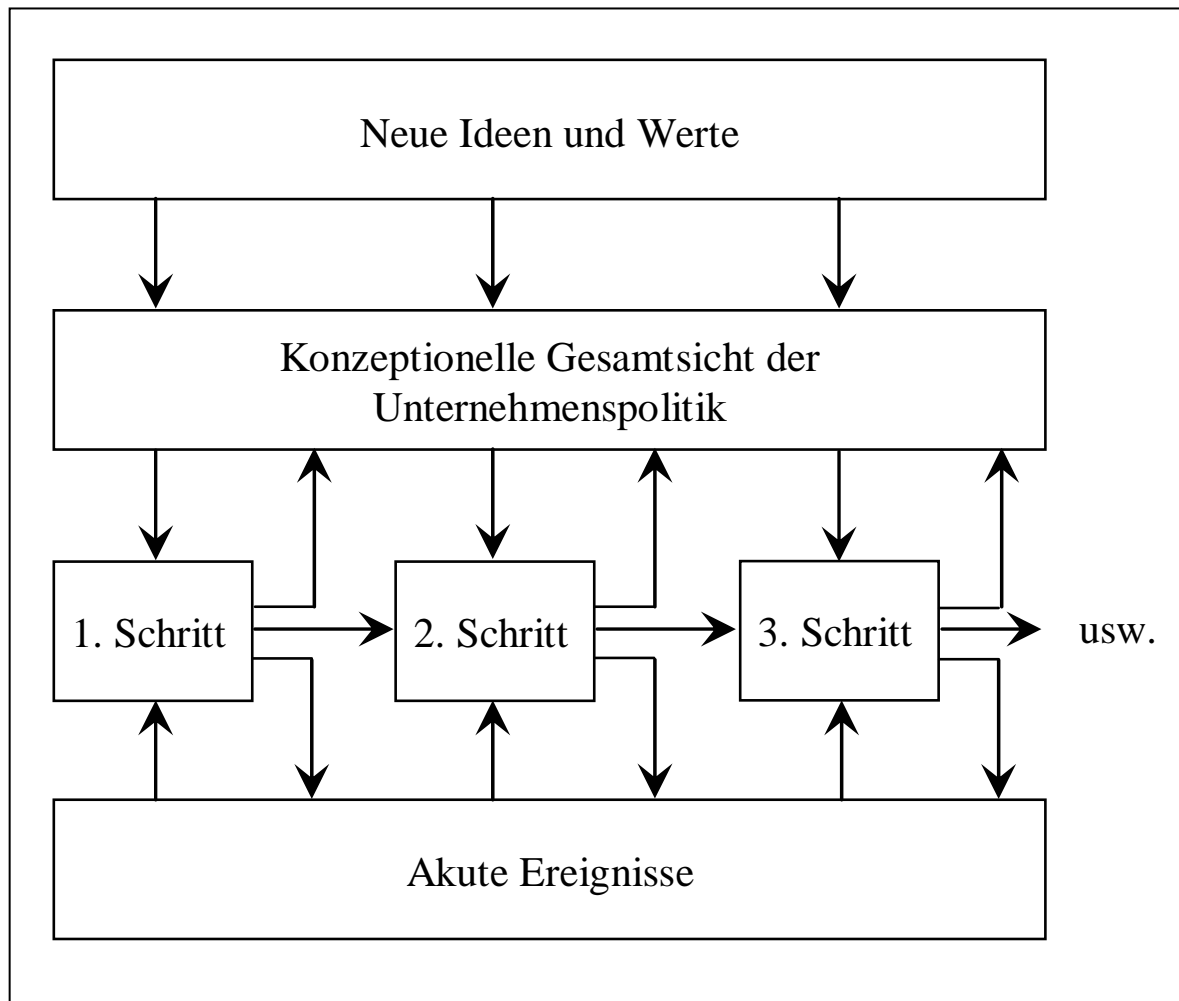 Neue Ideen und Werte
Konzeptionelle Gesamtsicht der
Unternehmenspolitik
1. Schritt
2. Schritt
3. Schritt
usw.
Akute Ereignisse